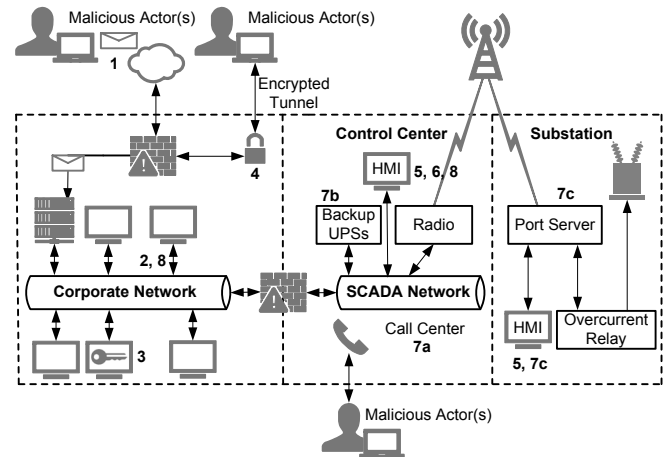 Malicious Actor(s)
Malicious Actor(s)
1
Encrypted
Tunnel
Control Center
Substation
4
HMI
5, 6, 8
7b
7c
Backup
UPSs
Radio
Port Server
2, 8
Corporate Network
SCADA Network
Call Center
7a
HMI
5, 7c
Overcurrent
Relay
3
Malicious Actor(s)